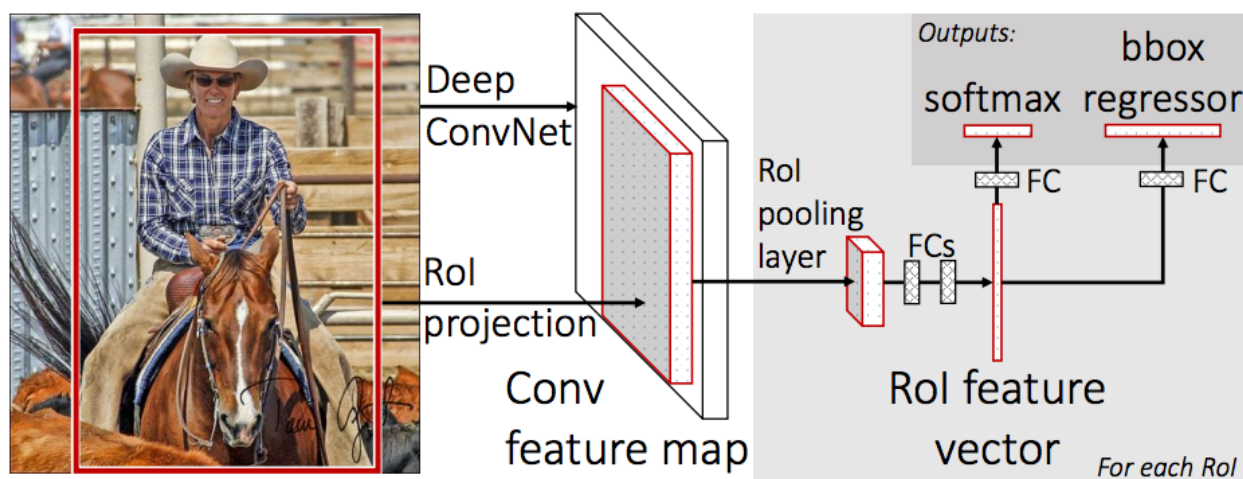 Deep
ConvNet
RoI
projection
Conv
feature map
RoI
pooling
layer
FCs
RoI feature
vector
For each RoI
Outputs:
softmax
bbox
regressor
FC
FC